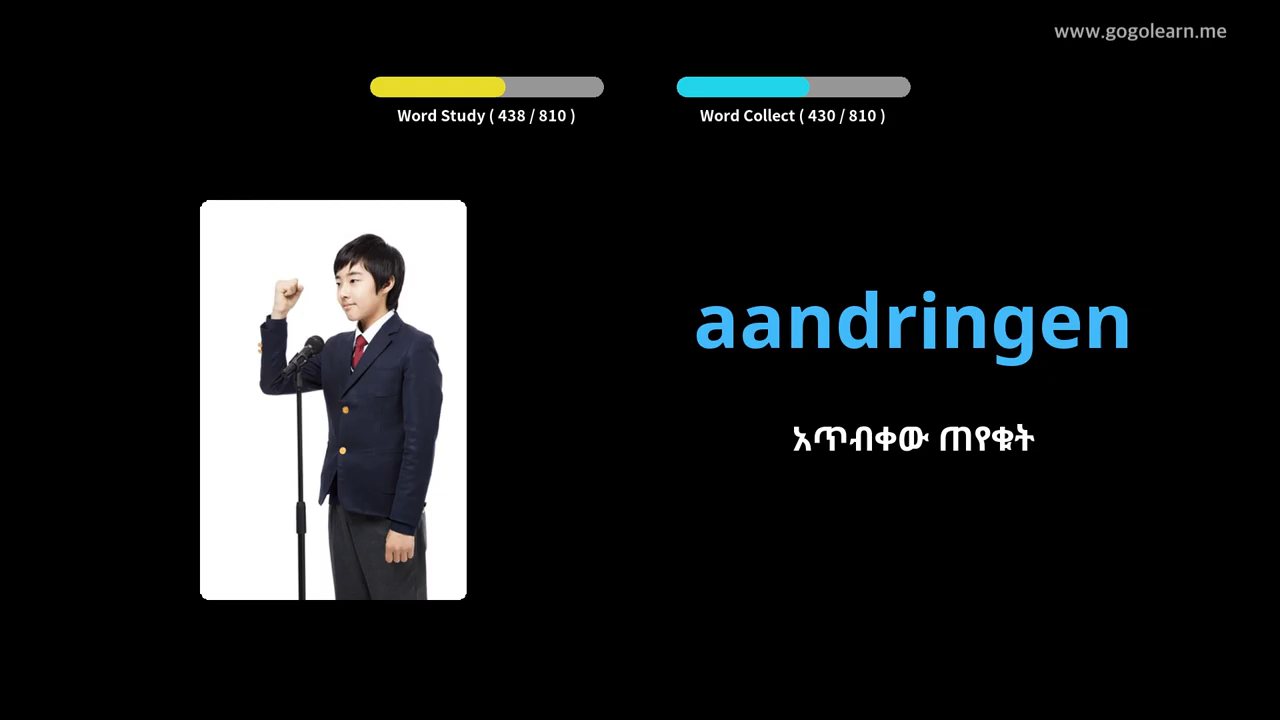 www.gogolearn.me
Word Study ( 438 / 810 )
Word Collect ( 430 / 810 )
aandringen
አጥብቀው ጠየቁት